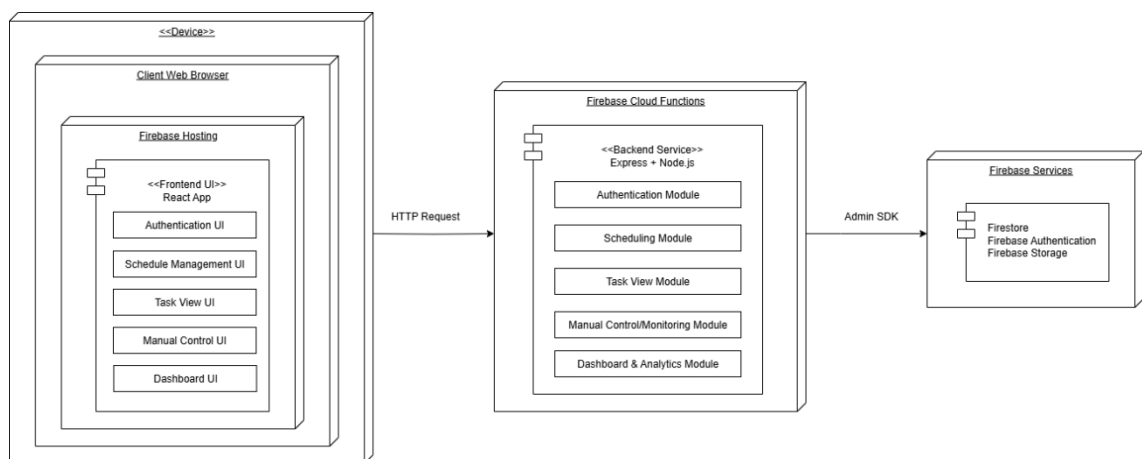 <<Device>>
Client Web Browser
Firebase Hosting
<<Frontend UI>>
React App
Authentication UI
Schedule Management UI
Task View UI
Manual Control UI
Dashboard UI
HTTP Request
Firebase Cloud Functions
<<Backend Service>>
Express + Node.js
Authentication Module
Scheduling Module
Task View Module
Manual Control/Monitoring Module
Dashboard & Analytics Module
Admin SDK
Firebase Services
Firestore
Firebase Authentication
Firebase Storage